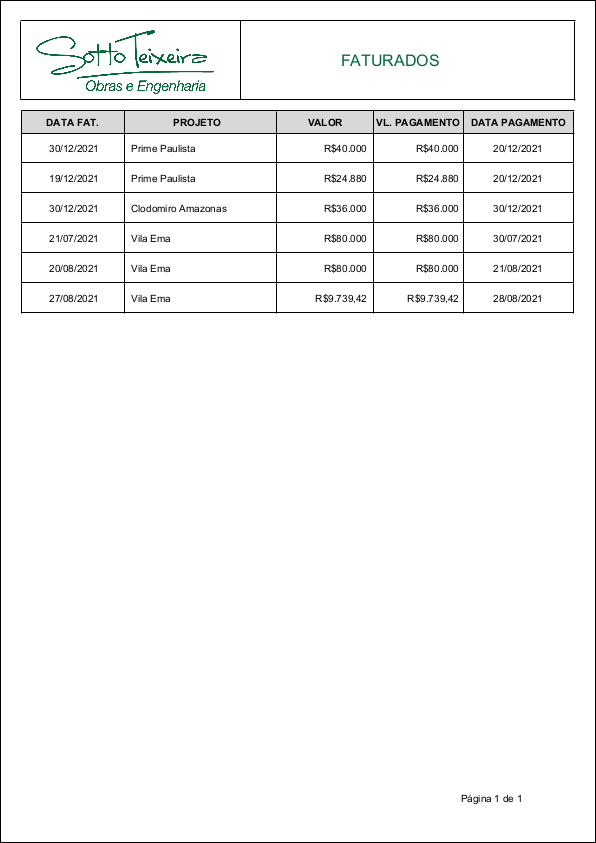 Sotto Teixeira
Obras e Engenharia
FATURADOS
DATA FAT. PROJETO VALOR VL. PAGAMENTO DATA PAGAMENTO
30/12/2021 Prime Paulista R$40.000 R$40.000 20/12/2021
19/12/2021 Prime Paulista R$24.880 R$24.880 20/12/2021
30/12/2021 Clodomiro Amazonas R$36.000 R$36.000 30/12/2021
21/07/2021 Vila Ema R$80.000 R$80.000 30/07/2021
20/08/2021 Vila Ema R$80.000 R$80.000 21/08/2021
27/08/2021 Vila Ema R$9.739,42 R$9.739,42 28/08/2021
Página 1 de 1